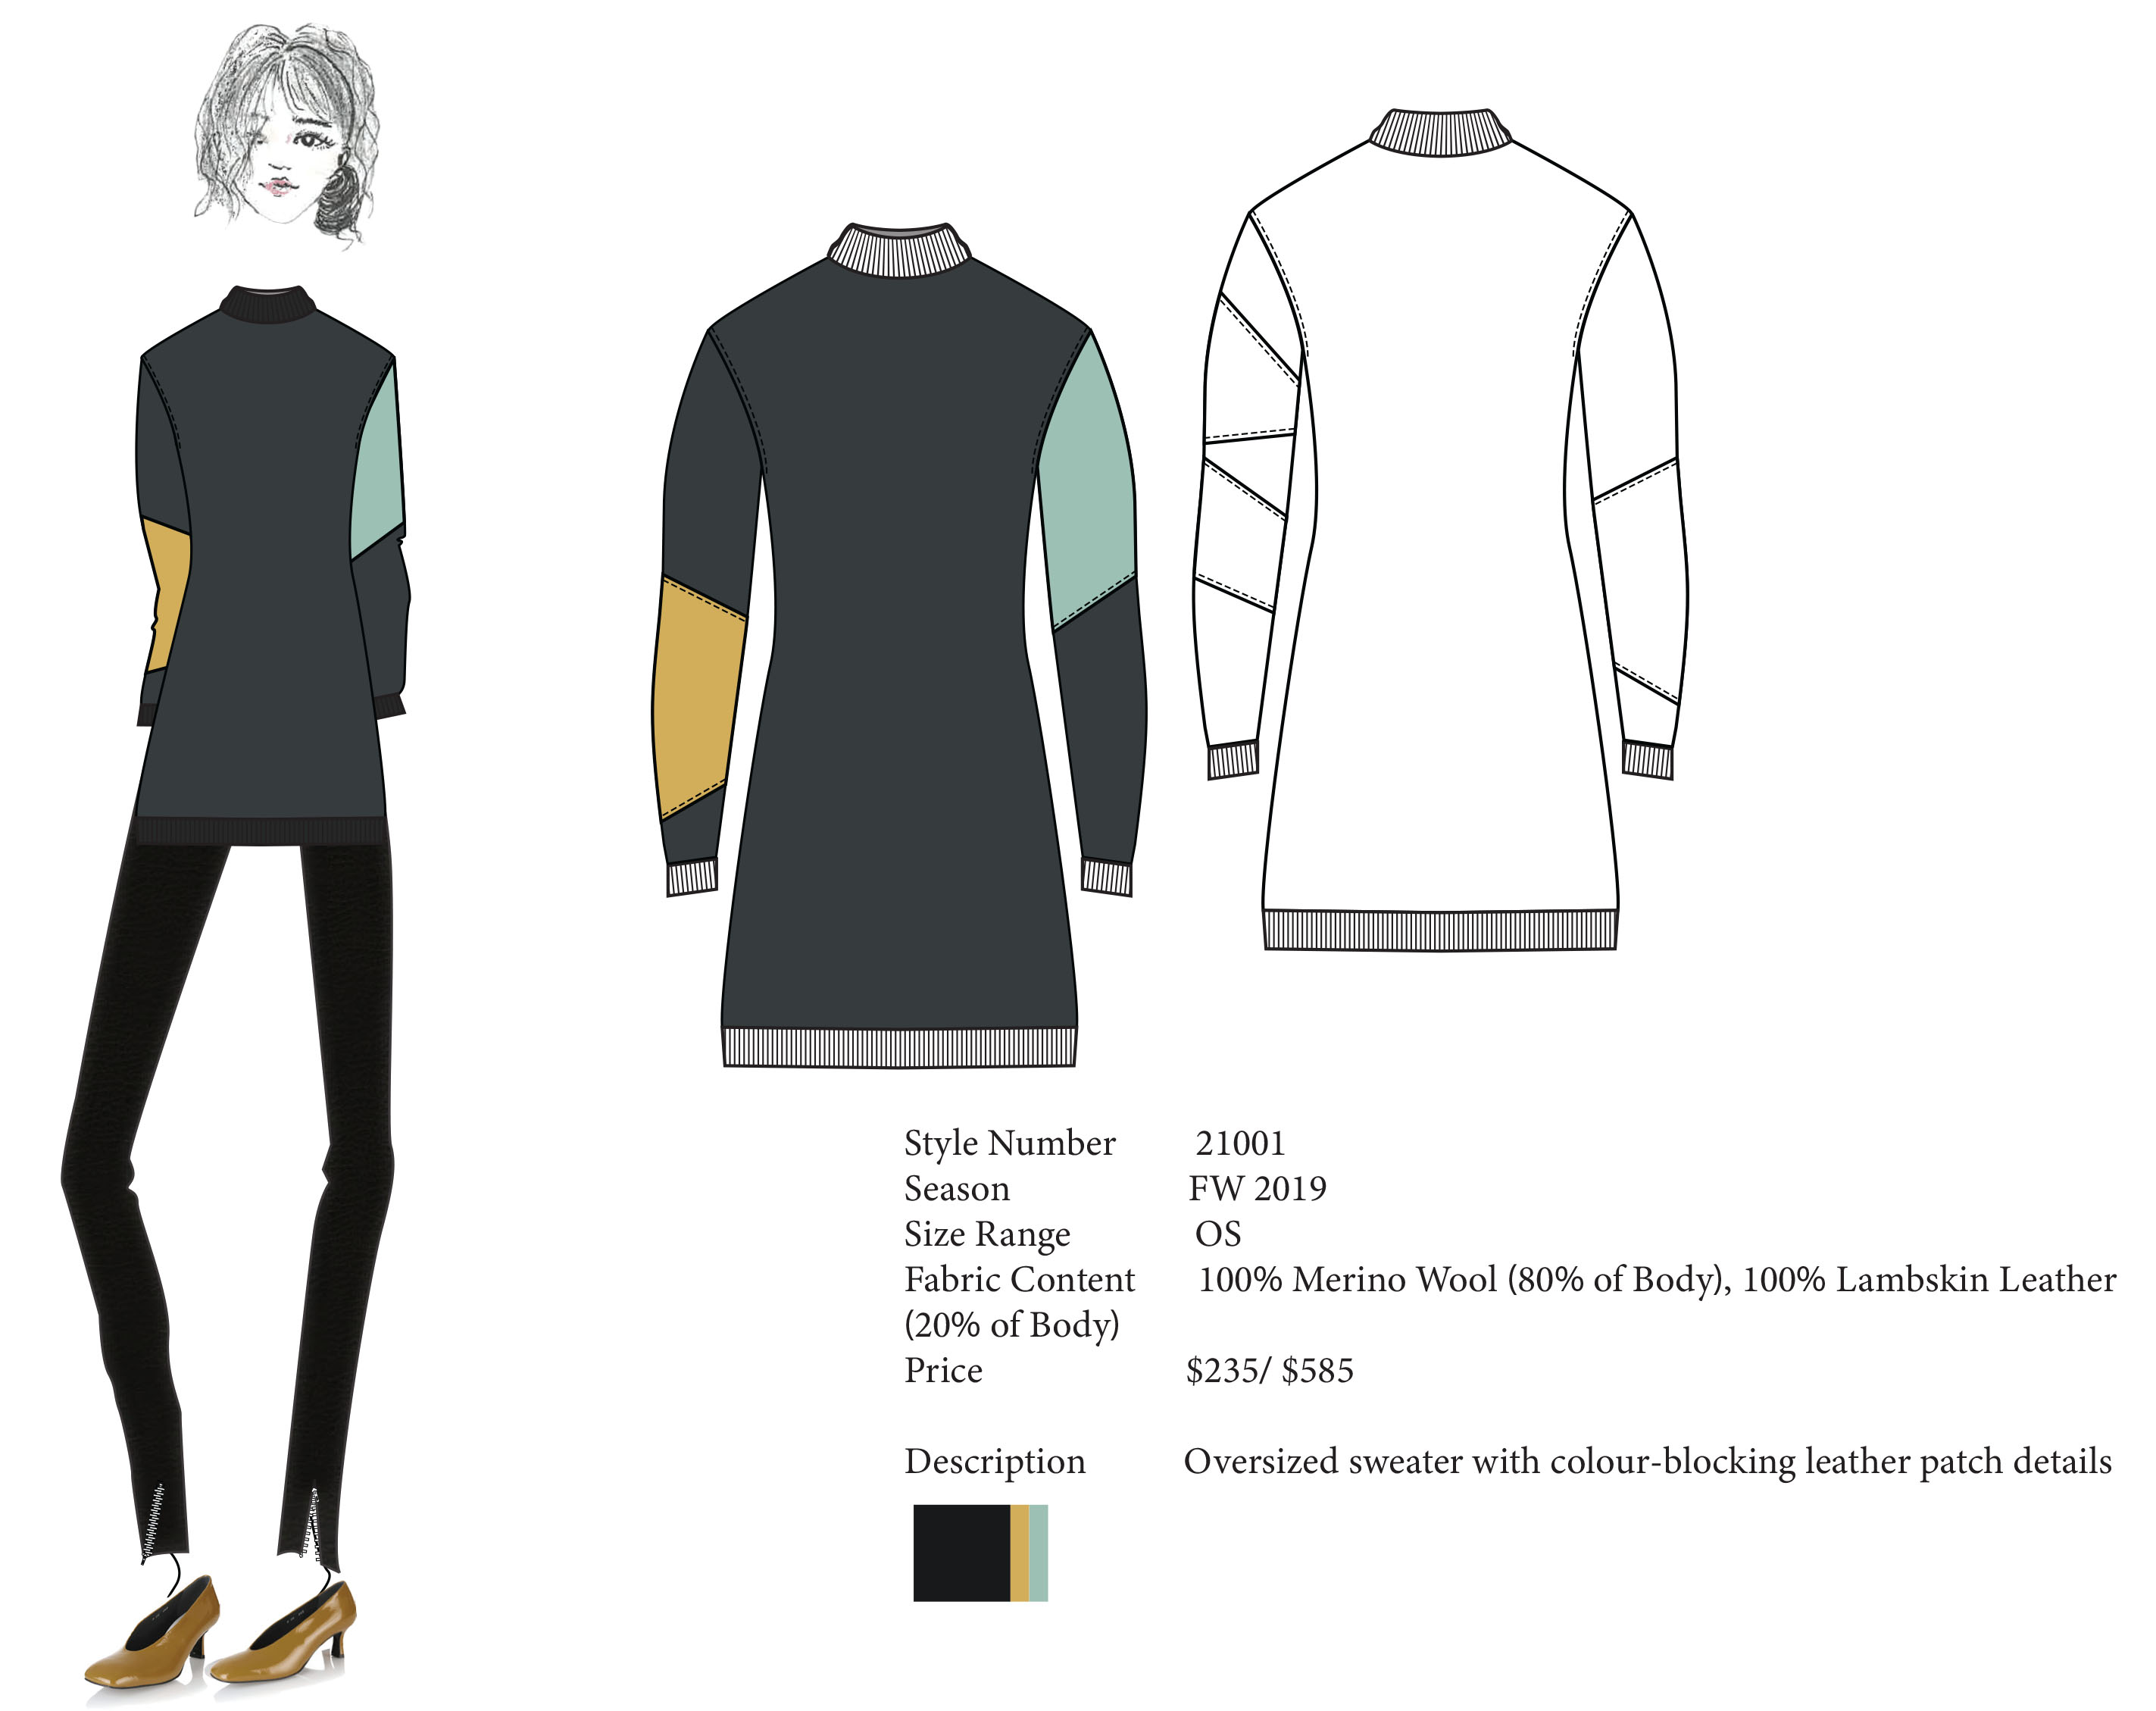 Style Number 21001
Season FW 2019
Size Range OS
Fabric Content 100% Merino Wool (80% of Body), 100% Lambskin Leather
(20% of Body)
Price $235/ $585
Description Oversized sweater with colour-blocking leather patch details